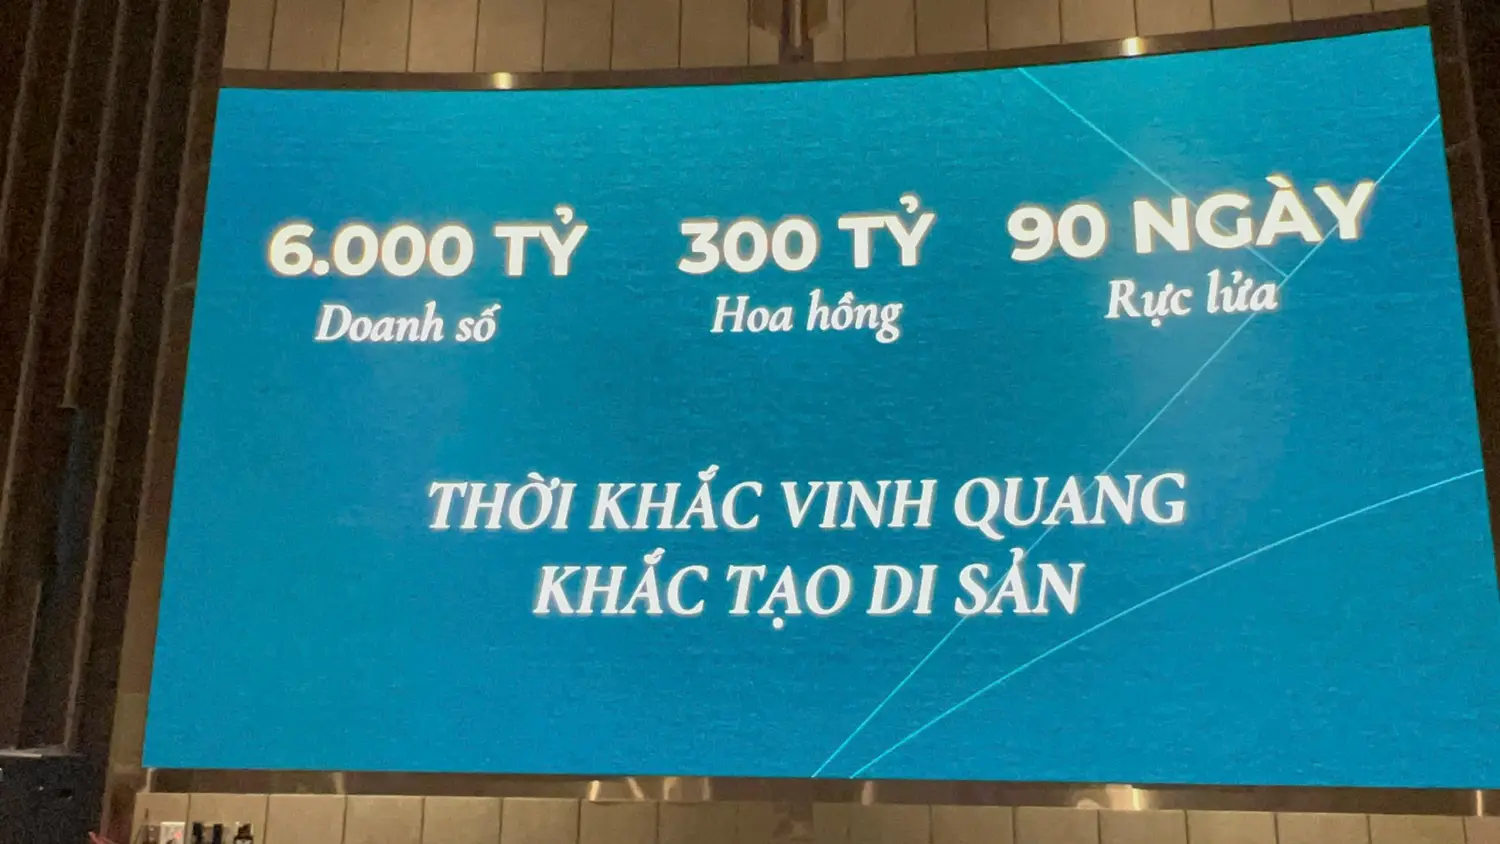 6.000 TỶ
Doanh số
300 TỶ
Hoa hồng
90 NGÀY
Rực lửa
THỜI KHẮC VINH QUANG
KHẮC TẠO DI SẢN